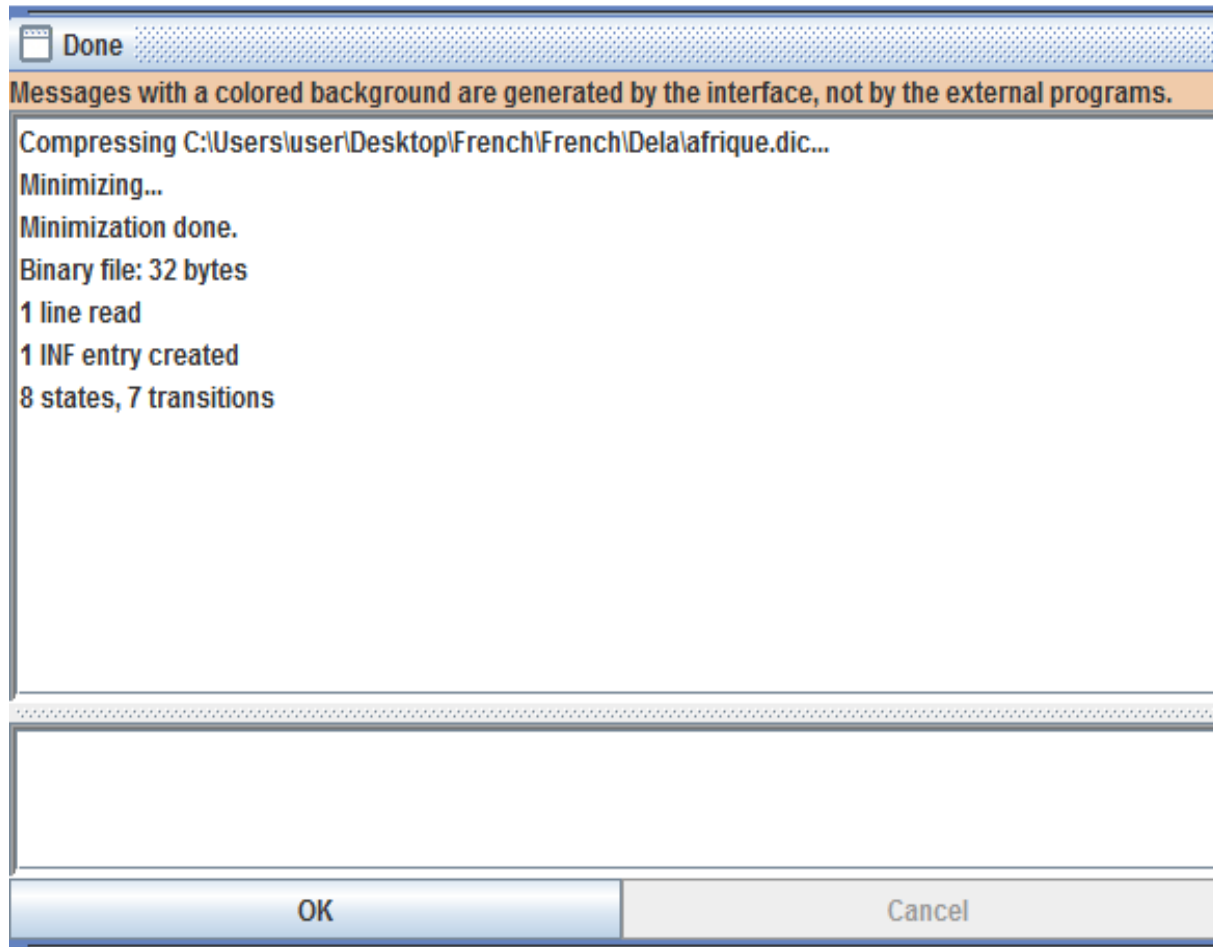 Done
Messages with a colored background are generated by the interface, not by the external programs.
Compressing C:\Users\user\Desktop\French\French\Dela\afrique.dic...
Minimizing...
Minimization done.
Binary file: 32 bytes
1 line read
1 INF entry created
8 states, 7 transitions
OK
Cancel